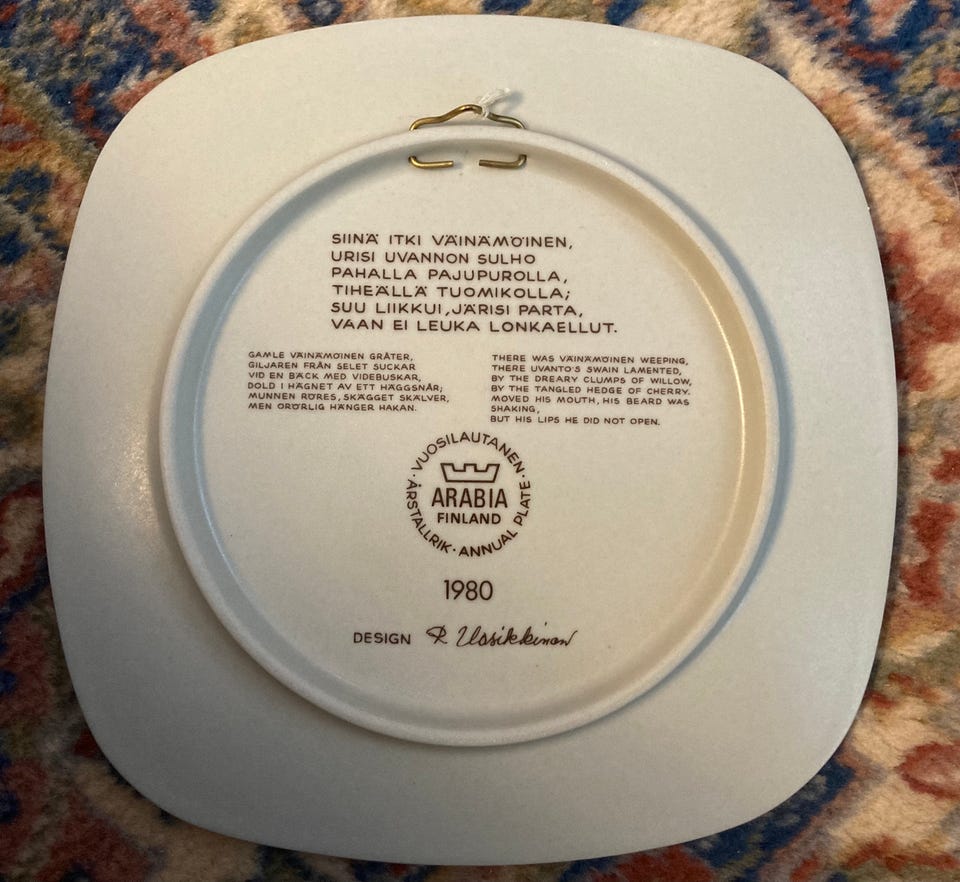 SIINÄ ITKI VÄINÄMÖINEN,
URISI UVANNON SULHO
PAHALLA PAJUPUROLLA,
TIHEÄLLÄ TUOMIKOLLA;
SUU LIIKKUI, JÄRISI PARTA,
VAAN EI LEUKA LONKAELLUT.
GAMLE VÄINÄMÖINEN GRÅTER,
GILJAREN FRÅN SELET SUCKAR
VID EN BÄCK MED VIDEBUSKAR,
DOLD I HÄGNET AV ETT HÄGGSNÅR;
MUNNEN RÖRES, SKÄGGET SKÄLVER,
MEN ORÖRLIG HÄNGER HAKAN.
THERE WAS VÄINÄMÖINEN WEEPING,
THERE UVANTO'S SWAIN LAMENTED,
BY THE DREARY CLUMPS OF WILLOW,
BY THE TANGLED HEDGE OF CHERRY.
MOVED HIS MOUTH, HIS BEARD WAS
SHAKING,
BUT HIS LIPS HE DID NOT OPEN.
VUOSILAUTANEN · ÅRSTALLRIK · ANNUAL PLATE ·
ARABIA
FINLAND
1980
DESIGN R. Uosikkinen